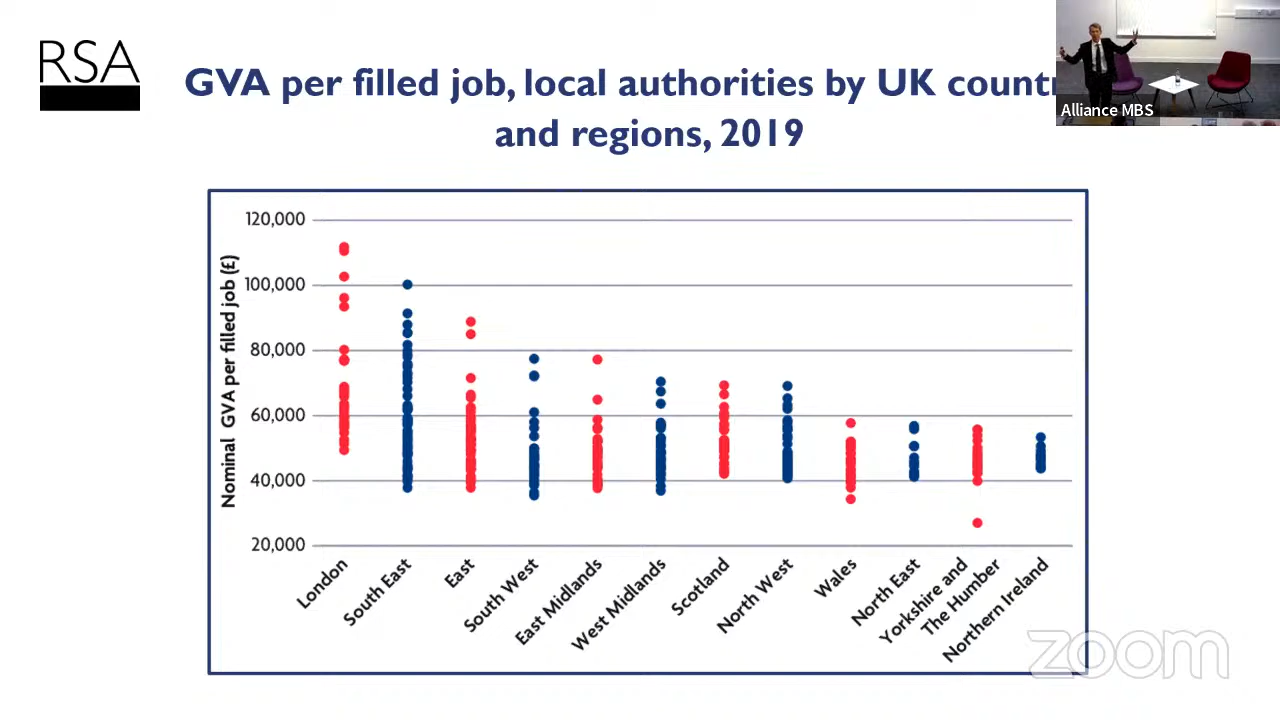 RSA
GVA per filled job, local authorities by UK countr
and regions, 2019
Alliance MBS
Nominal GVA per filled job (£)
120,000
100,000
80,000
60,000
40,000
20,000
London
South East
East
South West
East Midlands
West Midlands
Scotland
North West
Wales
North East
Yorkshire and
The Humber
Northern Ireland
zoom